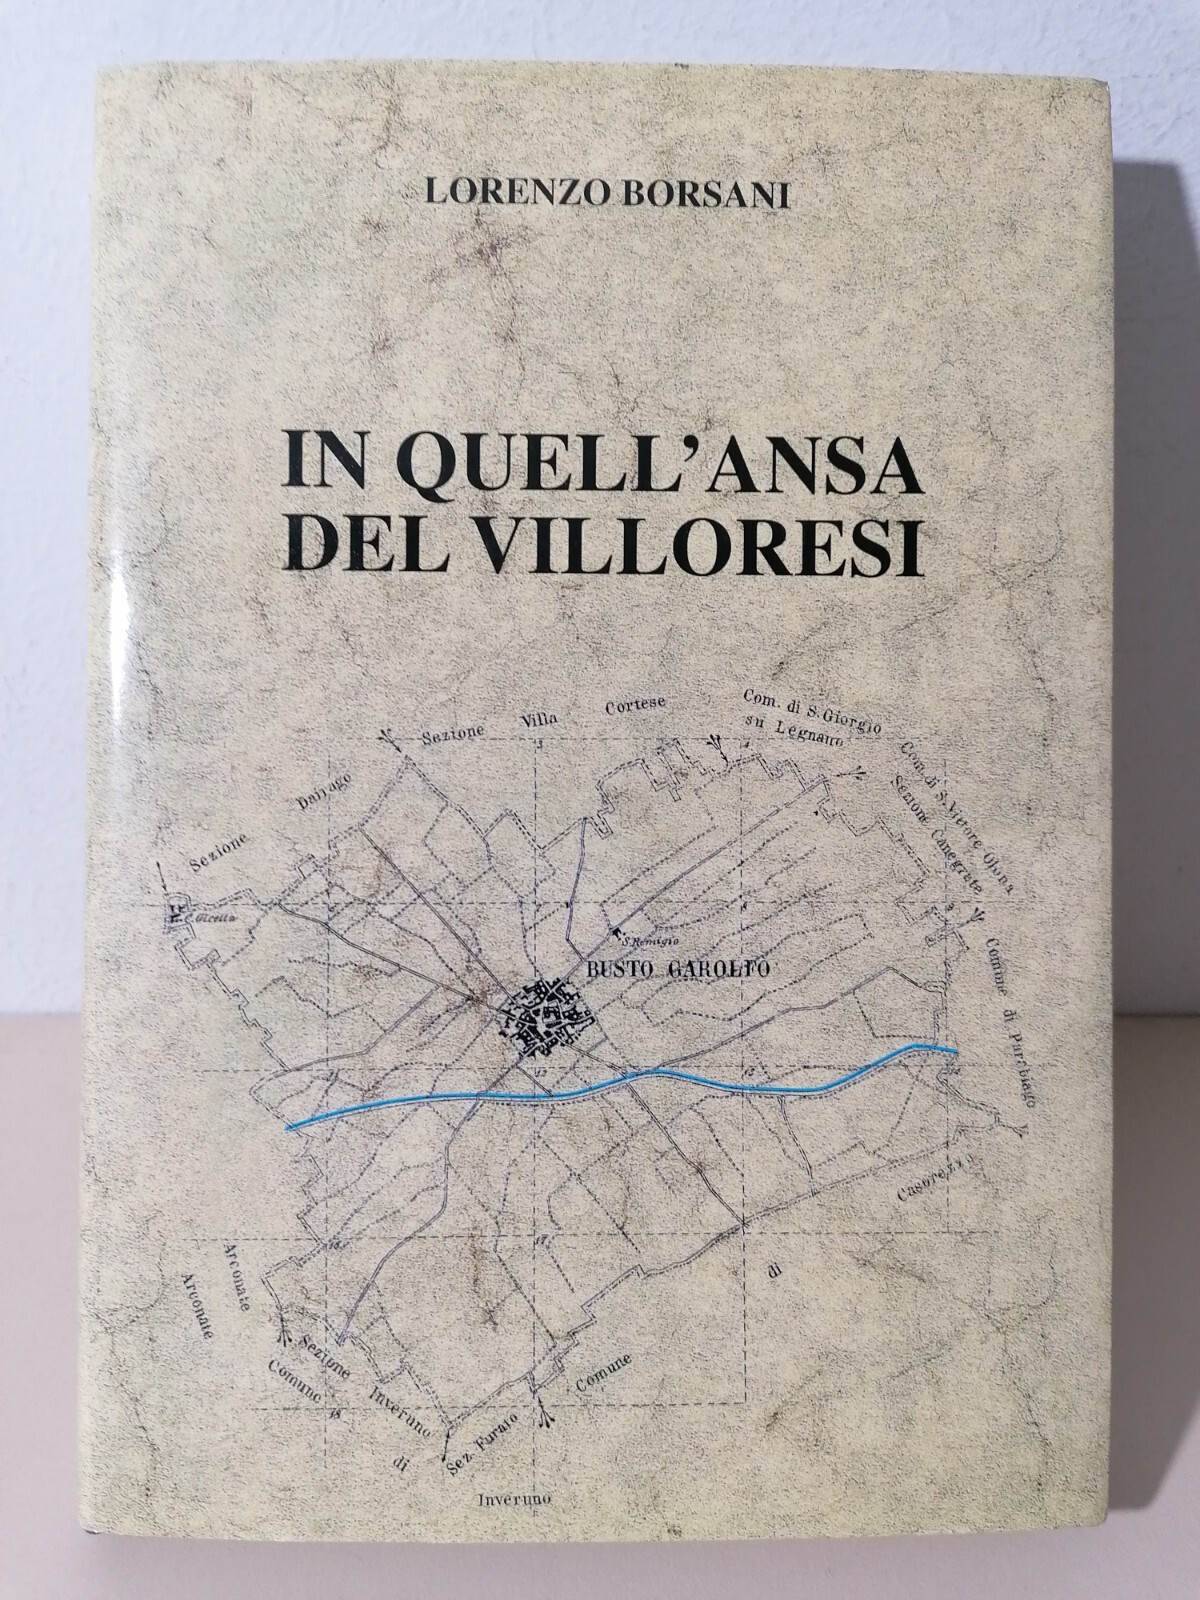 LORENZO BORSANI
IN QUELL'ANSA
DEL VILLORESI
Sezione Villa Cortese
Com. di S. Giorgio
su Legnano
Com. di S. Vittore Olona
Sezione Canegrate
Sezione Dairago
S. Remigio
BUSTO GAROLFO
Comune di Parabiago
Casorezzo
di
Comune
Arconate
Arconate
Sezione Inveruno
Comune di
Sez. Furato
Inveruno